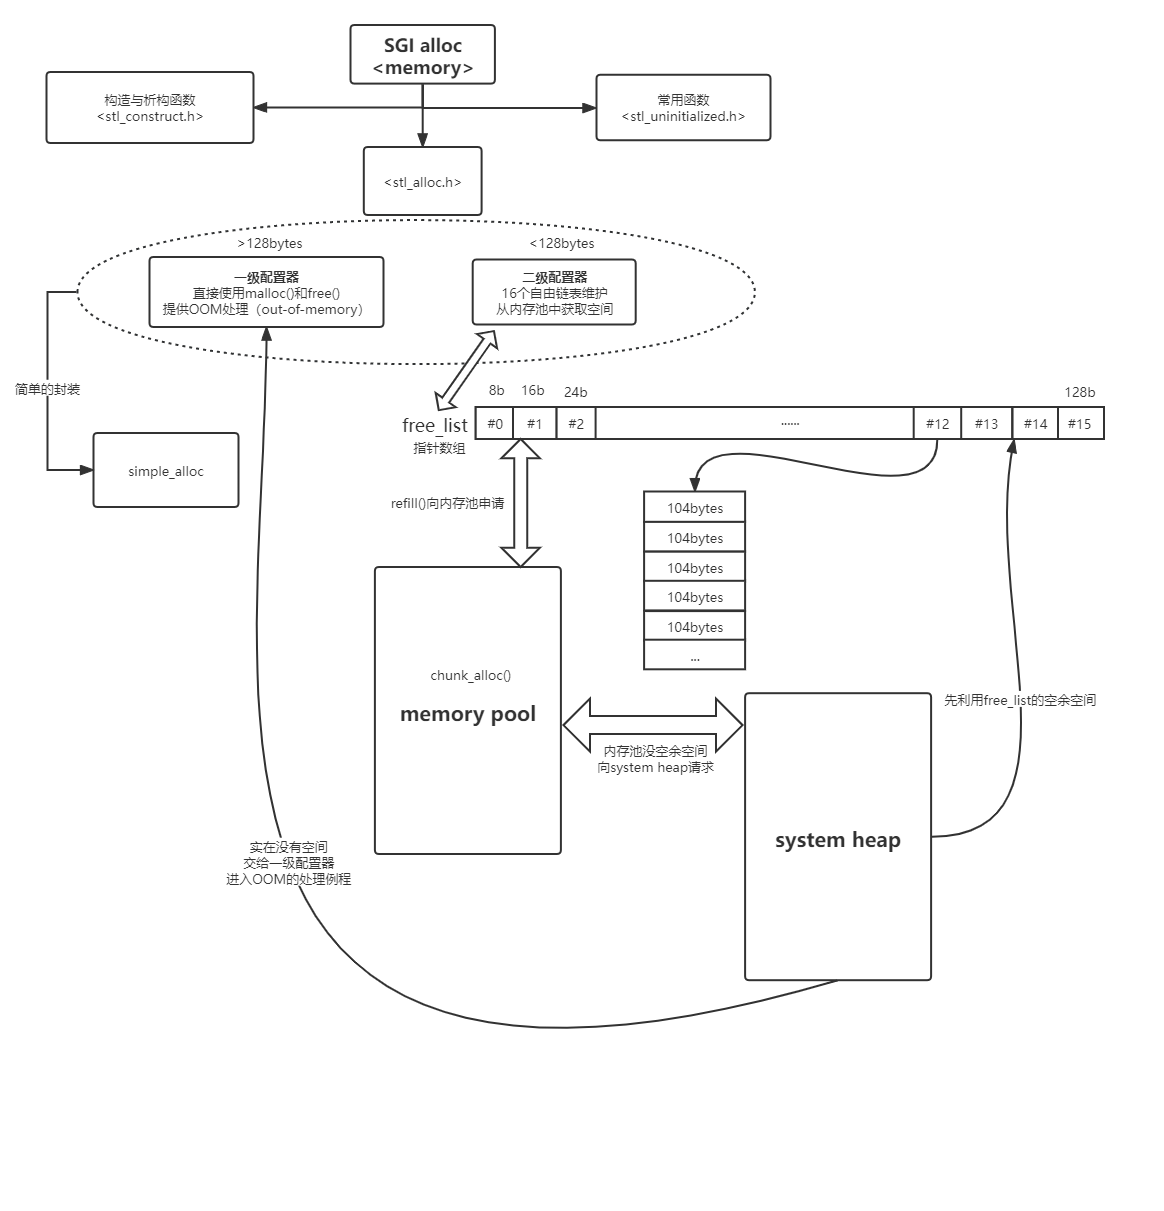 SGI alloc
<memory>
构造与析构函数
<stl_construct.h>
常用函数
<stl_uninitialized.h>
<stl_alloc.h>
>128bytes
<128bytes
一级配置器
直接使用malloc()和free()
提供OOM处理（out-of-memory）
二级配置器
16个自由链表维护
从内存池中获取空间
简单的封装
simple_alloc
8b
16b
24b
128b
free_list
指针数组
#0
#1
#2
......
#12
#13
#14
#15
refill()向内存池申请
104bytes
104bytes
104bytes
104bytes
104bytes
...
chunk_alloc()
memory pool
内存池没空余空间
向system heap请求
先利用free_list的空余空间
system heap
实在没有空间
交给一级配置器
进入OOM的处理例程